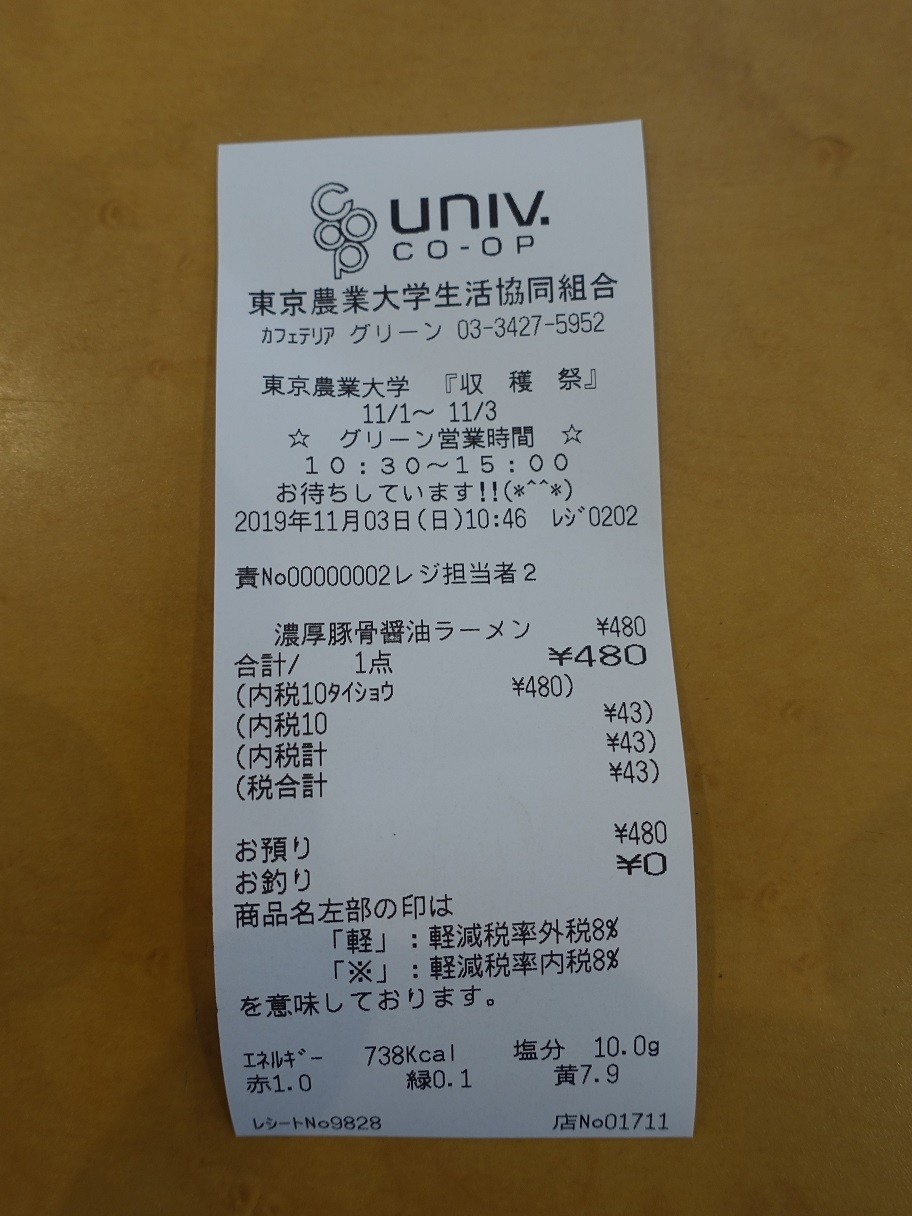 coop univ.
CO-OP
東京農業大学生活協同組合
ｶﾌｪﾃﾘｱ グリーン 03-3427-5952
東京農業大学 『収 穫 祭』
11/1～ 11/3
☆ グリーン営業時間 ☆
１０：３０～１５：００
お待ちしています!!(*^^*)
2019年11月03日(日)10:46 ﾚｼﾞ0202
責No00000002レジ担当者２
濃厚豚骨醤油ラーメン ¥480
合計/ 1点 ¥480
(内税10ﾀｲｼｮｳ ¥480)
(内税10 ¥43)
(内税計 ¥43)
(税合計 ¥43)
お預り ¥480
お釣り ¥0
商品名左部の印は
「軽」：軽減税率外税8%
「※」：軽減税率内税8%
を意味しております。
ｴﾈﾙｷﾞｰ 738Kcal 塩分 10.0g
赤1.0 緑0.1 黄7.9
ﾚｼｰﾄNo9828 店No01711